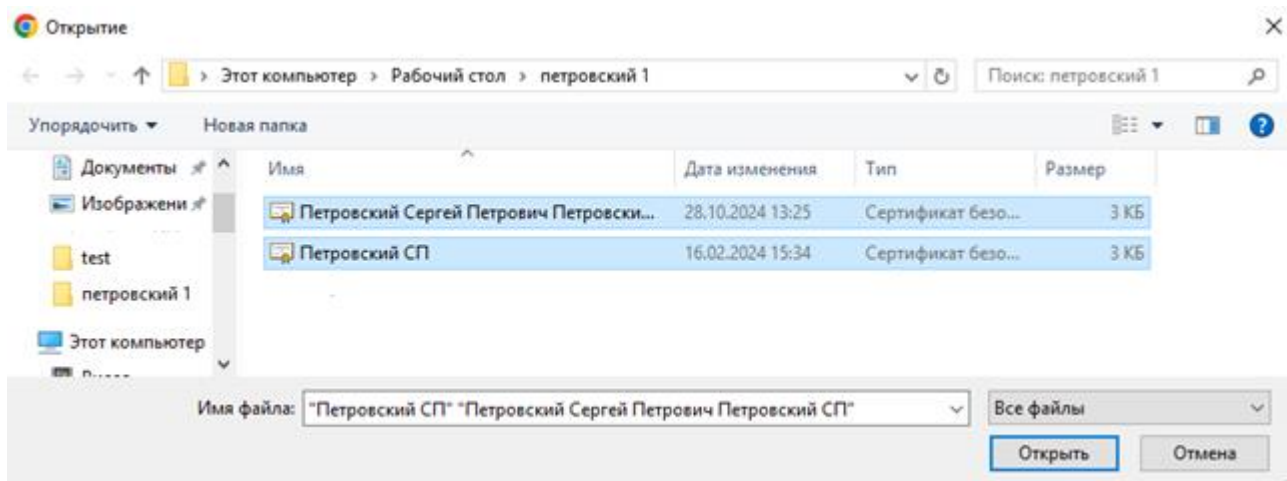 Открытие
Этот компьютер > Рабочий стол > петровский 1
Поиск: петровский 1
Упорядочить Новая папка
Документы
Изображени
test
петровский 1
Этот компьютер
Имя Дата изменения Тип Размер
Петровский Сергей Петрович Петровски... 28.10.2024 13:25 Сертификат безо... 3 КБ
Петровский СП 16.02.2024 15:34 Сертификат безо... 3 КБ
Имя файла: "Петровский СП" "Петровский Сергей Петрович Петровский СП"
Все файлы
Открыть Отмена